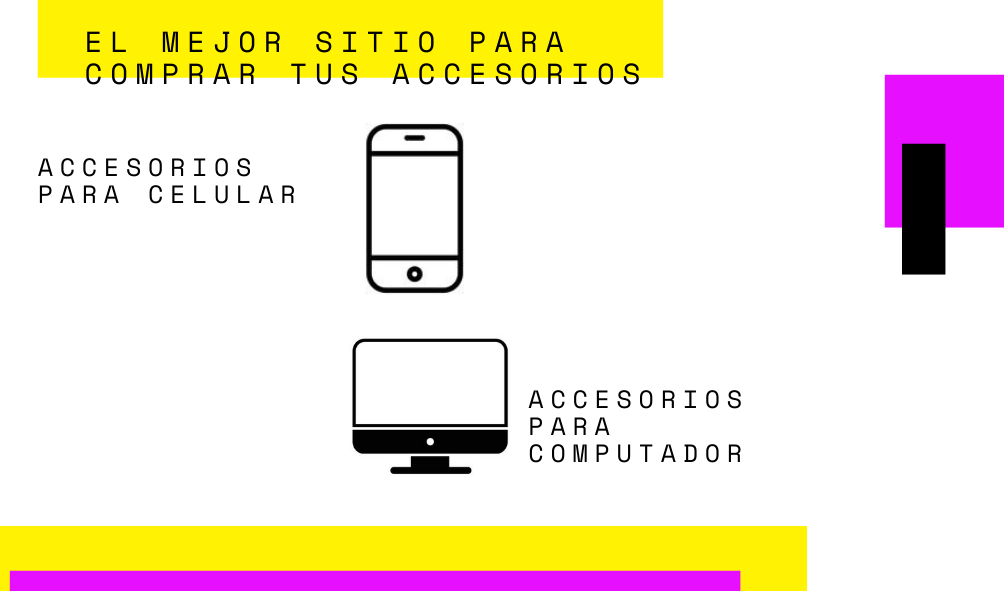 EL MEJOR SITIO PARA
COMPRAR TUS ACCESORIOS
ACCESORIOS
PARA CELULAR
ACCESORIOS
PARA
COMPUTADOR